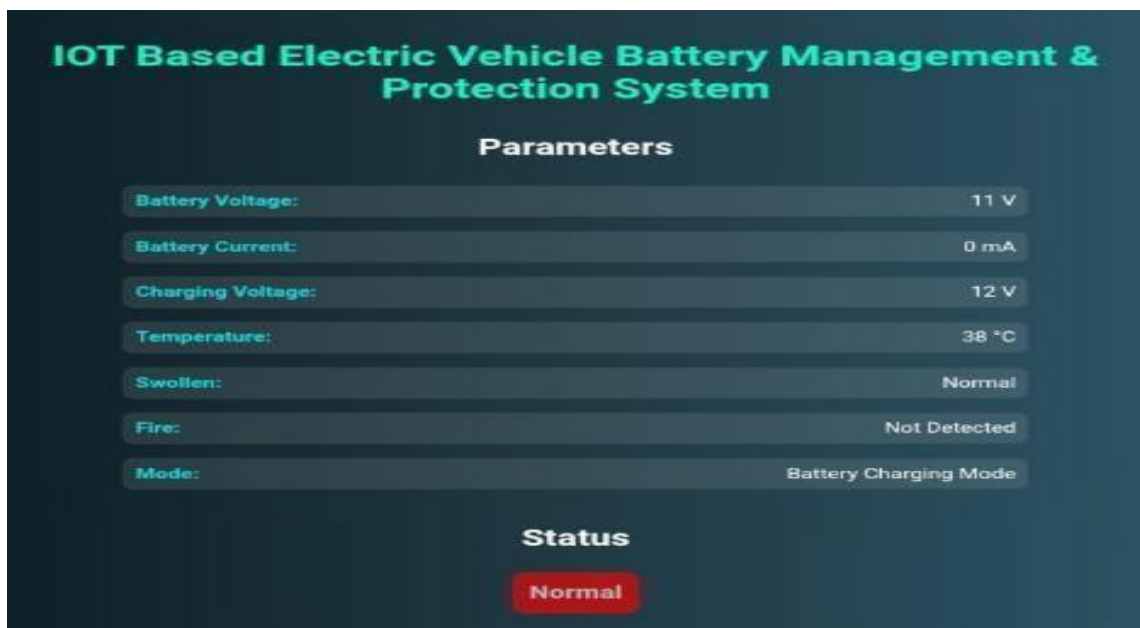 IOT Based Electric Vehicle Battery Management &
Protection System
Parameters
Battery Voltage: 11 V
Battery Current: 0 mA
Charging Voltage: 12 V
Temperature: 38 °C
Swollen: Normal
Fire: Not Detected
Mode: Battery Charging Mode
Status
Normal